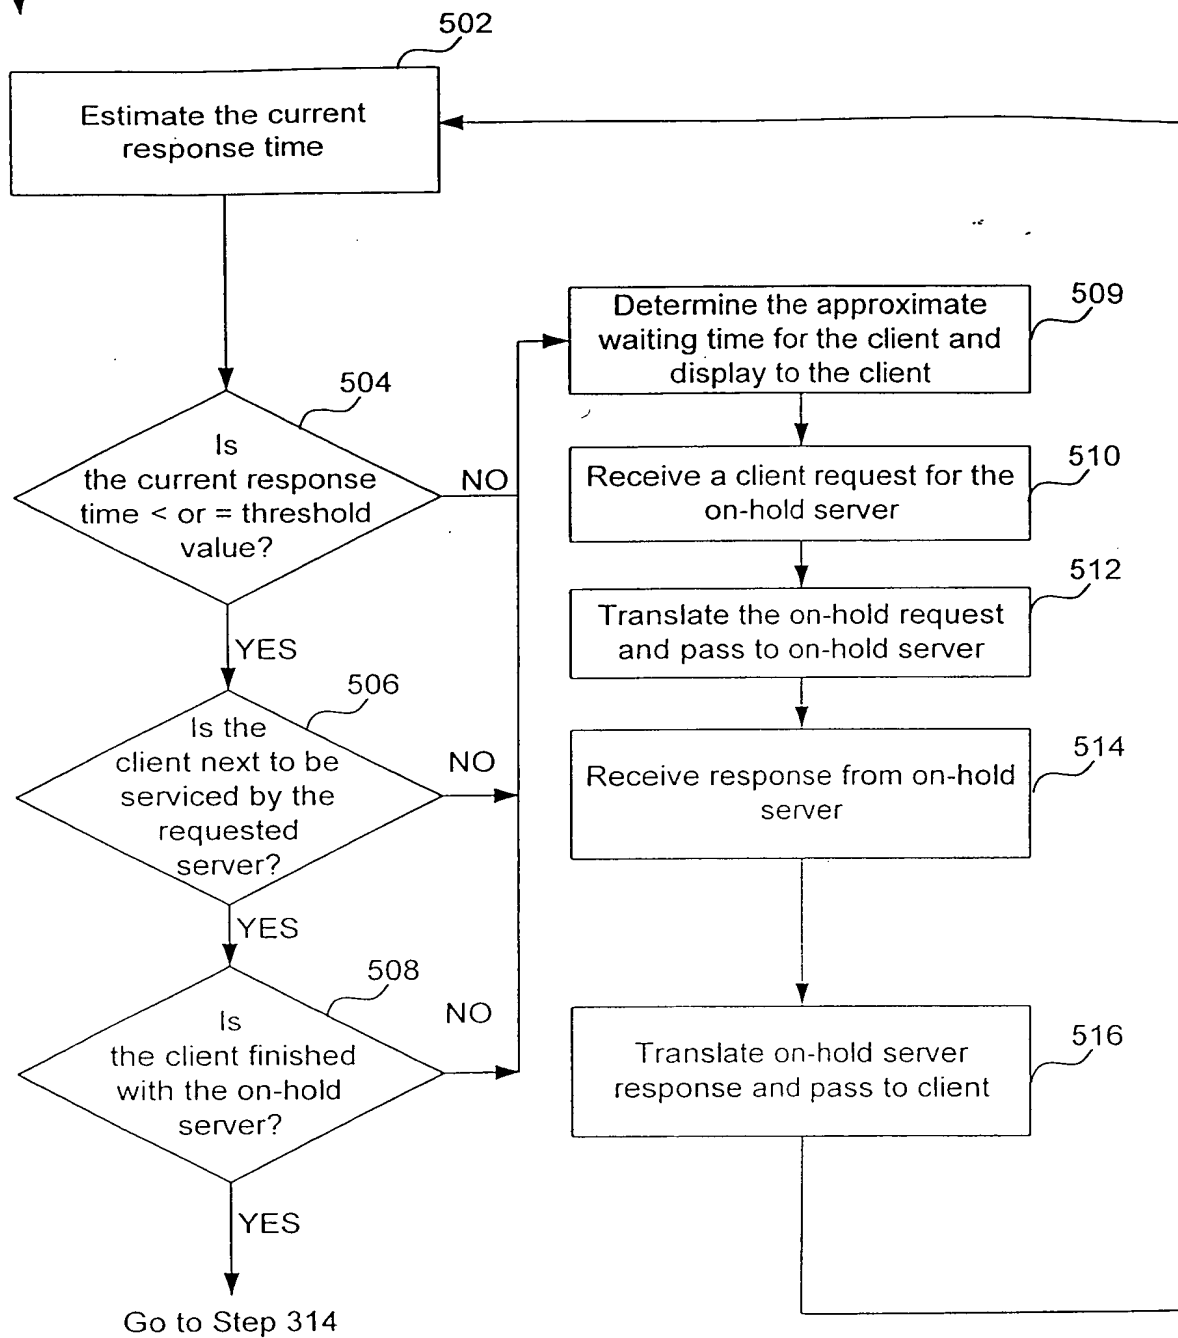 502
Estimate the current
response time
504
Is
the current response
time < or = threshold
value?
NO
YES
506
Is the
client next to be
serviced by the
requested
server?
NO
YES
508
Is
the client finished
with the on-hold
server?
NO
YES
Go to Step 314
509
Determine the approximate
waiting time for the client and
display to the client
510
Receive a client request for the
on-hold server
512
Translate the on-hold request
and pass to on-hold server
514
Receive response from on-hold
server
516
Translate on-hold server
response and pass to client